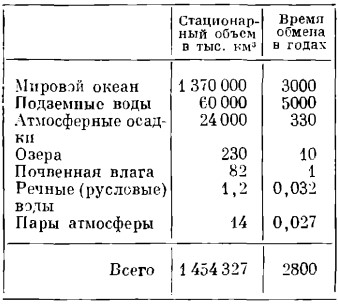 Стационарный объем в тыс. км³ | Время обмена в годах
Мировой океан 1 370 000 3000
Подземные воды 60 000 5000
Атмосферные осад-
ки 24 000 330
Озера 230 10
Почвенная влага 82 1
Речные (русловые)
воды 1,2 0,032
Пары атмосферы 14 0,027
Всего 1 454 327 2800